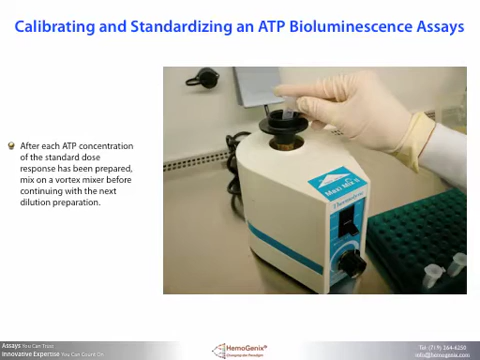 Calibrating and Standardizing an ATP Bioluminescence Assays
After each ATP concentration
of the standard dose
response has been prepared,
mix on a vortex mixer before
continuing with the next
dilution preparation.
Maxi Mix II
Thermolyne
Assays You Can Trust
Innovative Expertise You Can Count On
HemoGenix®
Changing the Paradigm
Tel: (719) 264-6250
info@hemogenix.com